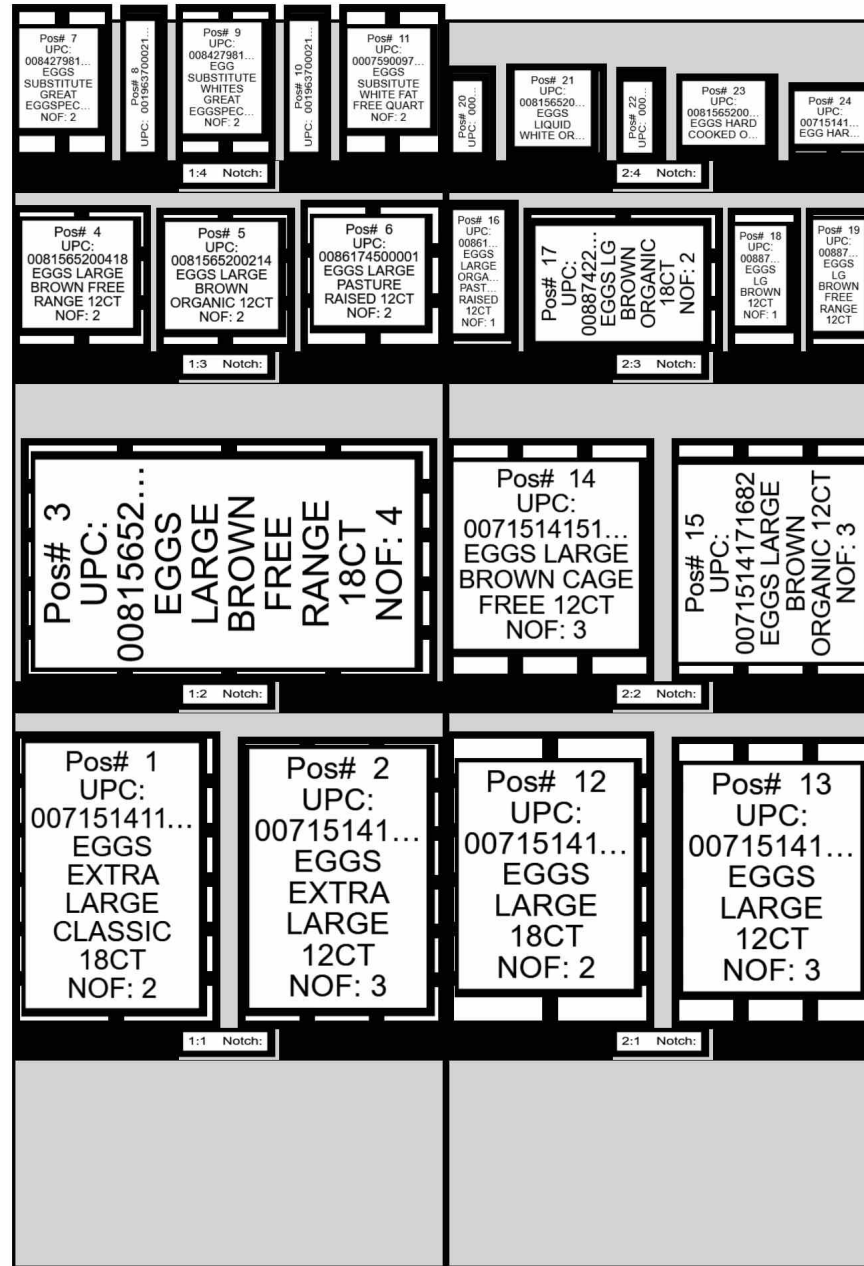 Pos# 7
UPC:
008427981...
EGGS
SUBSTITUTE
GREAT
EGGSPEC...
NOF: 2
Pos# 8
UPC: 001963700021...
Pos# 9
UPC:
008427981...
EGG
SUBSTITUTE
WHITES
GREAT
EGGSPEC...
NOF: 2
Pos# 10
UPC: 001963700021...
Pos# 11
UPC:
0007590097...
EGGS
SUBSITUTE
WHITE FAT
FREE QUART
NOF: 2
Pos# 20
UPC: 000...
Pos# 21
UPC:
008156520...
EGGS
LIQUID
WHITE OR...
Pos# 22
UPC: 000...
Pos# 23
UPC:
0081565200...
EGGS HARD
COOKED O...
Pos# 24
UPC:
00715141...
EGG HAR...
1:4 Notch:
2:4 Notch:
Pos# 4
UPC:
0081565200418
EGGS LARGE
BROWN FREE
RANGE 12CT
NOF: 2
Pos# 5
UPC:
0081565200214
EGGS LARGE
BROWN
ORGANIC 12CT
NOF: 2
Pos# 6
UPC:
0086174500001
EGGS LARGE
PASTURE
RAISED 12CT
NOF: 2
Pos# 16
UPC:
00861...
EGGS
LARGE
ORGA...
PAST...
RAISED
12CT
NOF: 1
Pos# 17
UPC:
00887422...
EGGS LG
BROWN
ORGANIC
18CT
NOF: 2
Pos# 18
UPC:
00887...
EGGS
LG
BROWN
12CT
NOF: 1
Pos# 19
UPC:
00887...
EGGS
LG
BROWN
FREE
RANGE
12CT
1:3 Notch:
2:3 Notch:
Pos# 3
UPC:
00815652...
EGGS
LARGE
BROWN
FREE
RANGE
18CT
NOF: 4
Pos# 14
UPC:
0071514151...
EGGS LARGE
BROWN CAGE
FREE 12CT
NOF: 3
Pos# 15
UPC:
0071514171682
EGGS LARGE
BROWN
ORGANIC 12CT
NOF: 3
1:2 Notch:
2:2 Notch:
Pos# 1
UPC:
007151411...
EGGS
EXTRA
LARGE
CLASSIC
18CT
NOF: 2
Pos# 2
UPC:
00715141...
EGGS
EXTRA
LARGE
12CT
NOF: 3
Pos# 12
UPC:
00715141...
EGGS
LARGE
18CT
NOF: 2
Pos# 13
UPC:
00715141...
EGGS
LARGE
12CT
NOF: 3
1:1 Notch:
2:1 Notch: